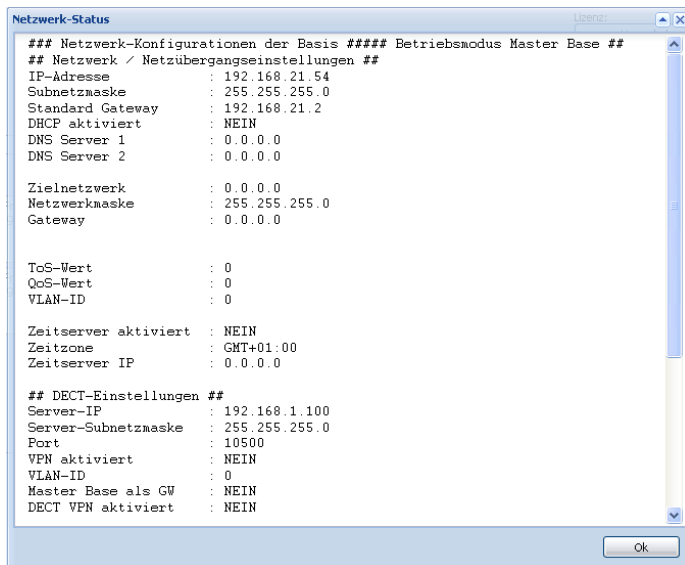 Netzwerk-Status
Lizenz:
### Netzwerk-Konfigurationen der Basis ##### Betriebsmodus Master Base ##
## Netzwerk / Netzübergangseinstellungen ##
IP-Adresse : 192.168.21.54
Subnetzmaske : 255.255.255.0
Standard Gateway : 192.168.21.2
DHCP aktiviert : NEIN
DNS Server 1 : 0.0.0.0
DNS Server 2 : 0.0.0.0
Zielnetzwerk : 0.0.0.0
Netzwerkmaske : 255.255.255.0
Gateway : 0.0.0.0
ToS-Wert : 0
QoS-Wert : 0
VLAN-ID : 0
Zeitserver aktiviert : NEIN
Zeitzone : GMT+01:00
Zeitserver IP : 0.0.0.0
## DECT-Einstellungen ##
Server-IP : 192.168.1.100
Server-Subnetzmaske : 255.255.255.0
Port : 10500
VPN aktiviert : NEIN
VLAN-ID : 0
Master Base als GW : NEIN
DECT VPN aktiviert : NEIN
Ok